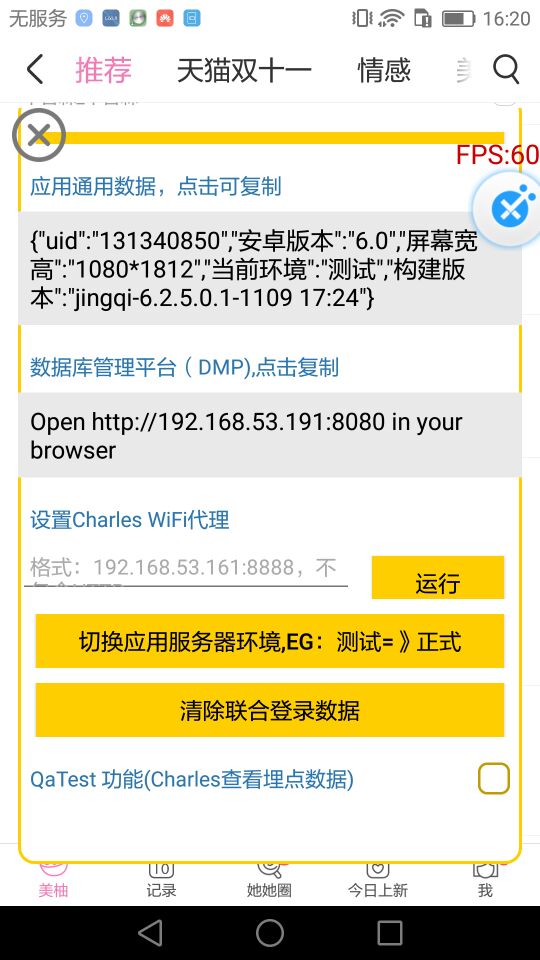 无服务
16:20
推荐 天猫双十一 情感
FPS:60
应用通用数据，点击可复制
{"uid":"131340850","安卓版本":"6.0","屏幕宽
高":"1080*1812","当前环境":"测试","构建版
本":"jingqi-6.2.5.0.1-1109 17:24"}
数据库管理平台（DMP),点击复制
Open http://192.168.53.191:8080 in your
browser
设置Charles WiFi代理
格式：192.168.53.161:8888，不
运行
切换应用服务器环境,EG：测试=》正式
清除联合登录数据
QaTest 功能(Charles查看埋点数据)
美柚 记录 她她圈 今日上新 我